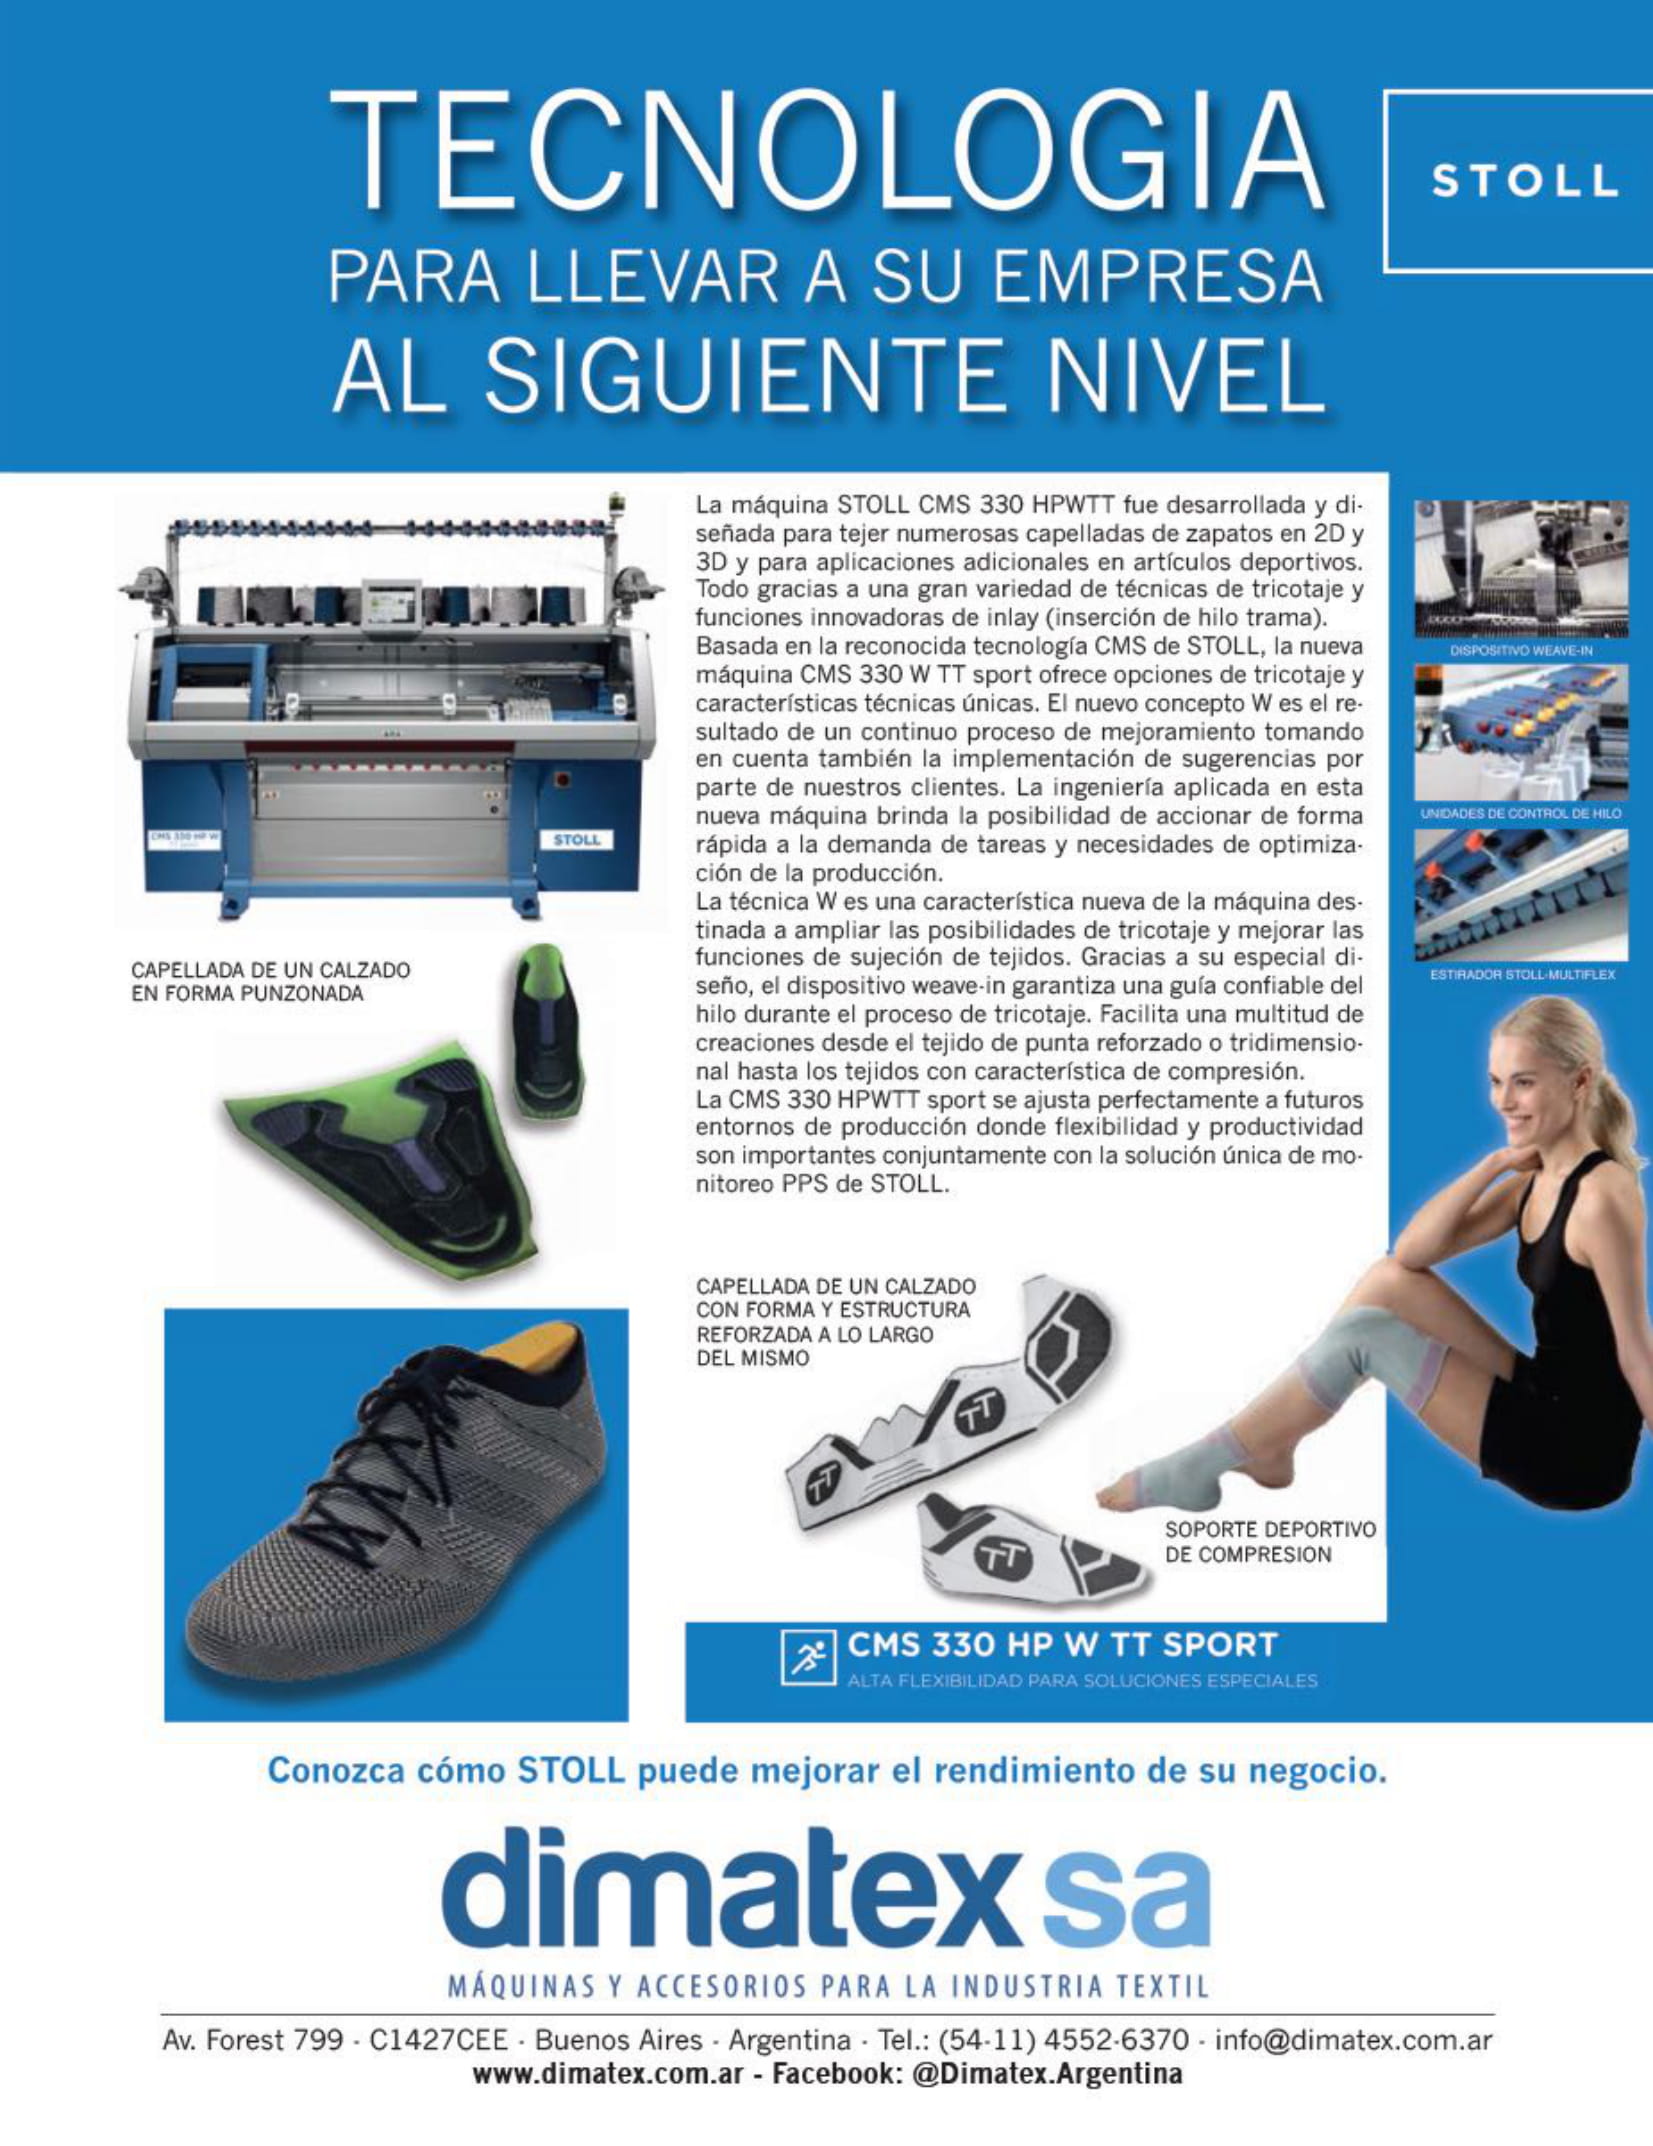 TECNOLOGIA
PARA LLEVAR A SU EMPRESA
AL SIGUIENTE NIVEL
STOLL
La máquina STOLL CMS 330 HPWTT fue desarrollada y di-
señada para tejer numerosas capelladas de zapatos en 2D y
3D y para aplicaciones adicionales en artículos deportivos.
Todo gracias a una gran variedad de técnicas de tricotaje y
funciones innovadoras de inlay (inserción de hilo trama).
Basada en la reconocida tecnología CMS de STOLL, la nueva
máquina CMS 330 W TT sport ofrece opciones de tricotaje y
características técnicas únicas. El nuevo concepto W es el re-
sultado de un continuo proceso de mejoramiento tomando
en cuenta también la implementación de sugerencias por
parte de nuestros clientes. La ingeniería aplicada en esta
nueva máquina brinda la posibilidad de accionar de forma
rápida a la demanda de tareas y necesidades de optimiza-
ción de la producción.
La técnica W es una característica nueva de la máquina des-
tinada a ampliar las posibilidades de tricotaje y mejorar las
funciones de sujeción de tejidos. Gracias a su especial di-
seño, el dispositivo weave-in garantiza una guía confiable del
hilo durante el proceso de tricotaje. Facilita una multitud de
creaciones desde el tejido de punta reforzado o tridimensio-
nal hasta los tejidos con característica de compresión.
La CMS 330 HPWTT sport se ajusta perfectamente a futuros
entornos de producción donde flexibilidad y productividad
son importantes conjuntamente con la solución única de mo-
nitoreo PPS de STOLL.
DISPOSITIVO WEAVE-IN
UNIDADES DE CONTROL DE HILO
ESTIRADOR STOLL-MULTIFLEX
CMS 330 HP W
STOLL
CAPELLADA DE UN CALZADO
EN FORMA PUNZONADA
CAPELLADA DE UN CALZADO
CON FORMA Y ESTRUCTURA
REFORZADA A LO LARGO
DEL MISMO
TT
TT
TT
SOPORTE DEPORTIVO
DE COMPRESION
CMS 330 HP W TT SPORT
ALTA FLEXIBILIDAD PARA SOLUCIONES ESPECIALES
Conozca cómo STOLL puede mejorar el rendimiento de su negocio.
dimatex sa
MÁQUINAS Y ACCESORIOS PARA LA INDUSTRIA TEXTIL
Av. Forest 799 - C1427CEE - Buenos Aires - Argentina - Tel.: (54-11) 4552-6370 - info@dimatex.com.ar
www.dimatex.com.ar - Facebook: @Dimatex.Argentina